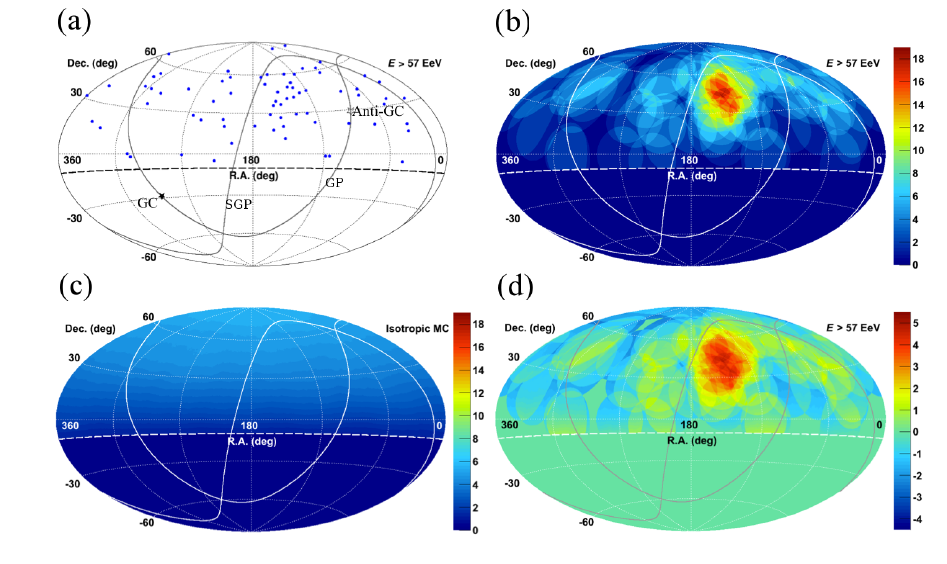 (a)
60
Dec. (deg)
E > 57 EeV
30
Anti-GC
360
180
0
R.A. (deg)
GP
GC
SGP
-30
-60
(b)
60
Dec. (deg)
E > 57 EeV
30
360
180
0
R.A. (deg)
-30
-60
18
16
14
12
10
8
6
4
2
0
(c)
60
Dec. (deg)
Isotropic MC
30
360
180
0
R.A. (deg)
-30
-60
18
16
14
12
10
8
6
4
2
0
(d)
60
Dec. (deg)
E > 57 EeV
30
360
180
0
R.A. (deg)
-30
-60
5
4
3
2
1
0
-1
-2
-3
-4